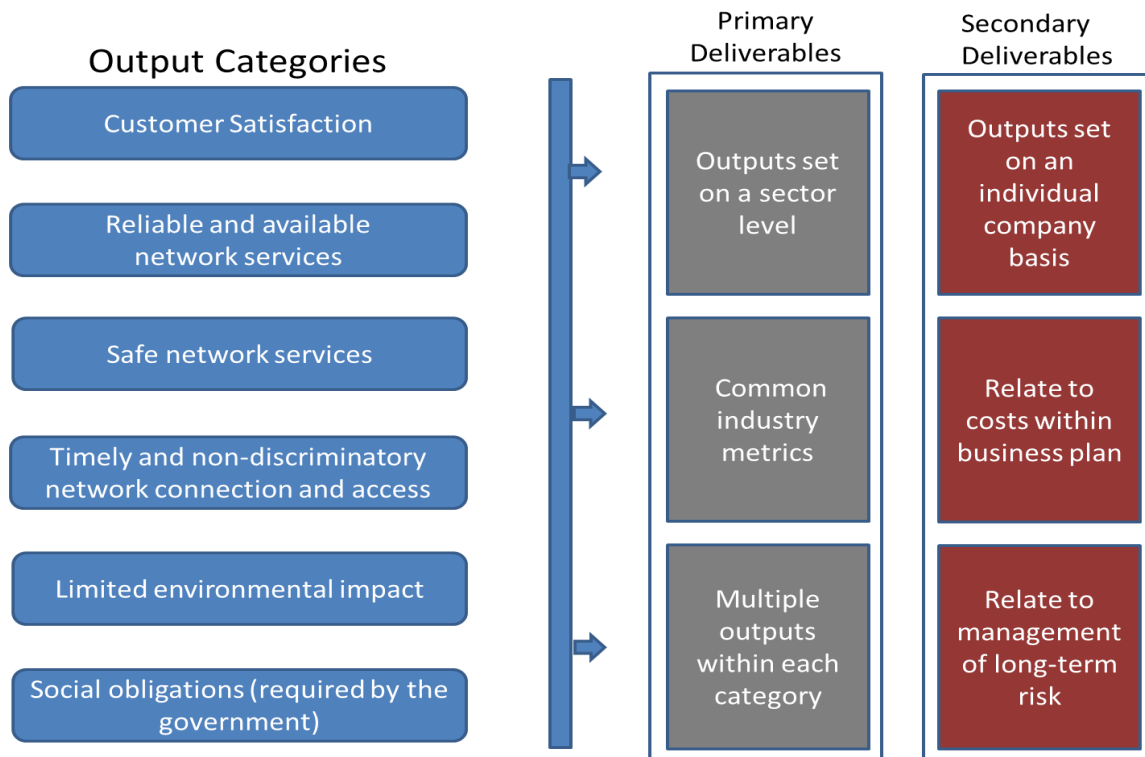 Output Categories
Customer Satisfaction
Reliable and available
network services
Safe network services
Timely and non-discriminatory
network connection and access
Limited environmental impact
Social obligations (required by the
government)
Primary
Deliverables
Outputs set
on a sector
level
Common
industry
metrics
Multiple
outputs
within each
category
Secondary
Deliverables
Outputs set
on an
individual
company
basis
Relate to
costs within
business plan
Relate to
management
of long-term
risk